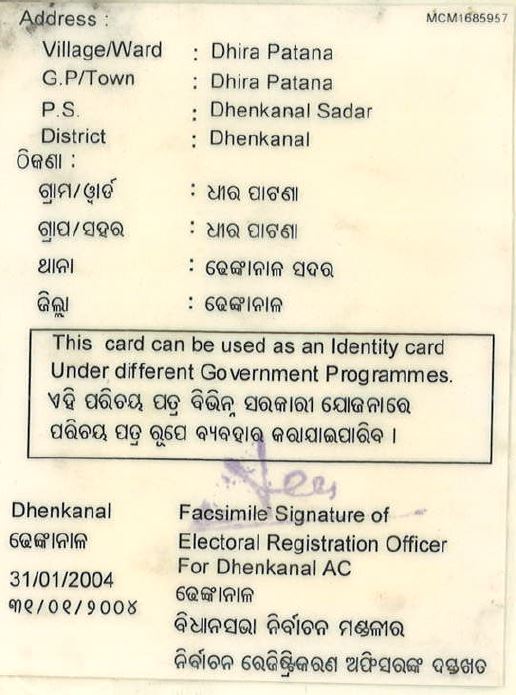 Address :
MCM1685957
Village/Ward : Dhira Patana
G.P/Town : Dhira Patana
P.S. : Dhenkanal Sadar
District : Dhenkanal
ଠିକଣା :
ଗ୍ରାମ/ୱାର୍ଡ : ଧୀର ପାଟଣା
ଗ୍ରାପ/ସହର : ଧୀର ପାଟଣା
ଥାନା : ଢେଙ୍କାନାଳ ସଦର
ଜିଲ୍ଲା : ଢେଙ୍କାନାଳ
This card can be used as an Identity card
Under different Government Programmes.
ଏହି ପରିଚୟ ପତ୍ର ବିଭିନ୍ନ ସରକାରୀ ଯୋଜନାରେ
ପରିଚୟ ପତ୍ର ରୂପେ ବ୍ୟବହାର କରାଯାଇପାରିବ ।
Dhenkanal
ଢେଙ୍କାନାଳ
31/01/2004
୩୧/୦୧/୨୦୦୪
Facsimile Signature of
Electoral Registration Officer
For Dhenkanal AC
ଢେଙ୍କାନାଳ
ବିଧାନସଭା ନିର୍ବାଚନ ମଣ୍ଡଳୀର
ନିର୍ବାଚନ ରେଜିଷ୍ଟ୍ରିକରଣ ଅଫିସରଙ୍କ ଦସ୍ତଖତ